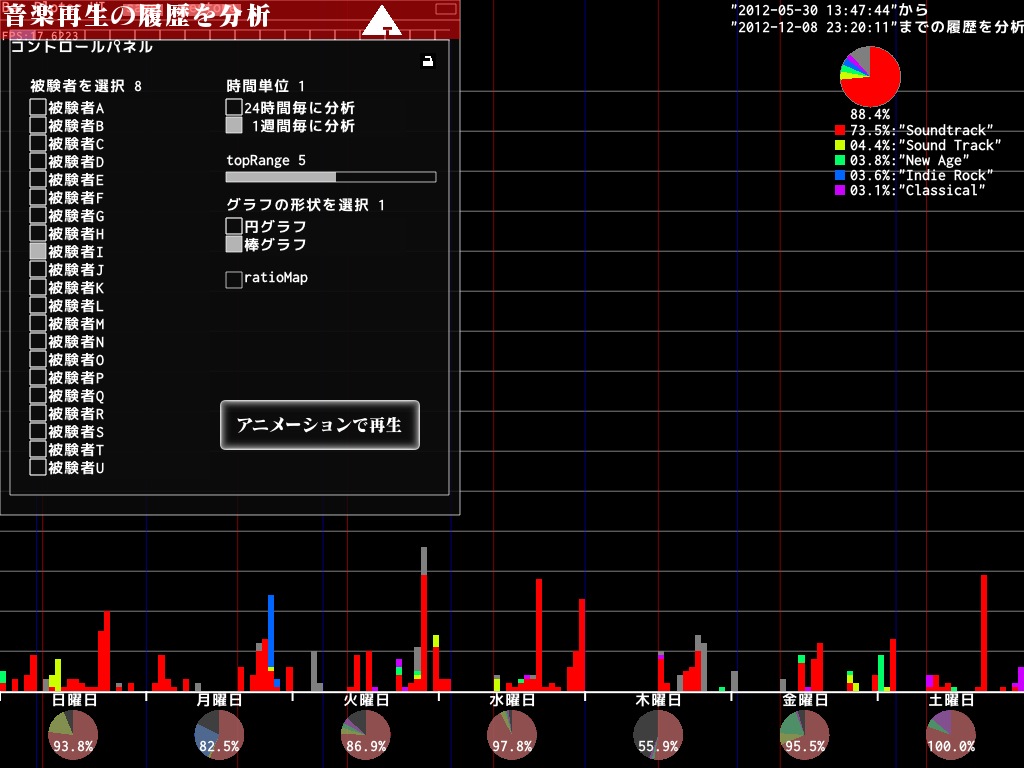 音楽再生の履歴を分析
FPS:17.6223
"2012-05-30 13:47:44"から
"2012-12-08 23:20:11"までの履歴を分析
コントロールパネル
被験者を選択 8
被験者A
被験者B
被験者C
被験者D
被験者E
被験者F
被験者G
被験者H
被験者I
被験者J
被験者K
被験者L
被験者M
被験者N
被験者O
被験者P
被験者Q
被験者R
被験者S
被験者T
被験者U
時間単位 1
24時間毎に分析
1週間毎に分析
topRange 5
グラフの形状を選択 1
円グラフ
棒グラフ
ratioMap
アニメーションで再生
88.4%
73.5%:"Soundtrack"
04.4%:"Sound Track"
03.8%:"New Age"
03.6%:"Indie Rock"
03.1%:"Classical"
日曜日 月曜日 火曜日 水曜日 木曜日 金曜日 土曜日
93.8% 82.5% 86.9% 97.8% 55.9% 95.5% 100.0%